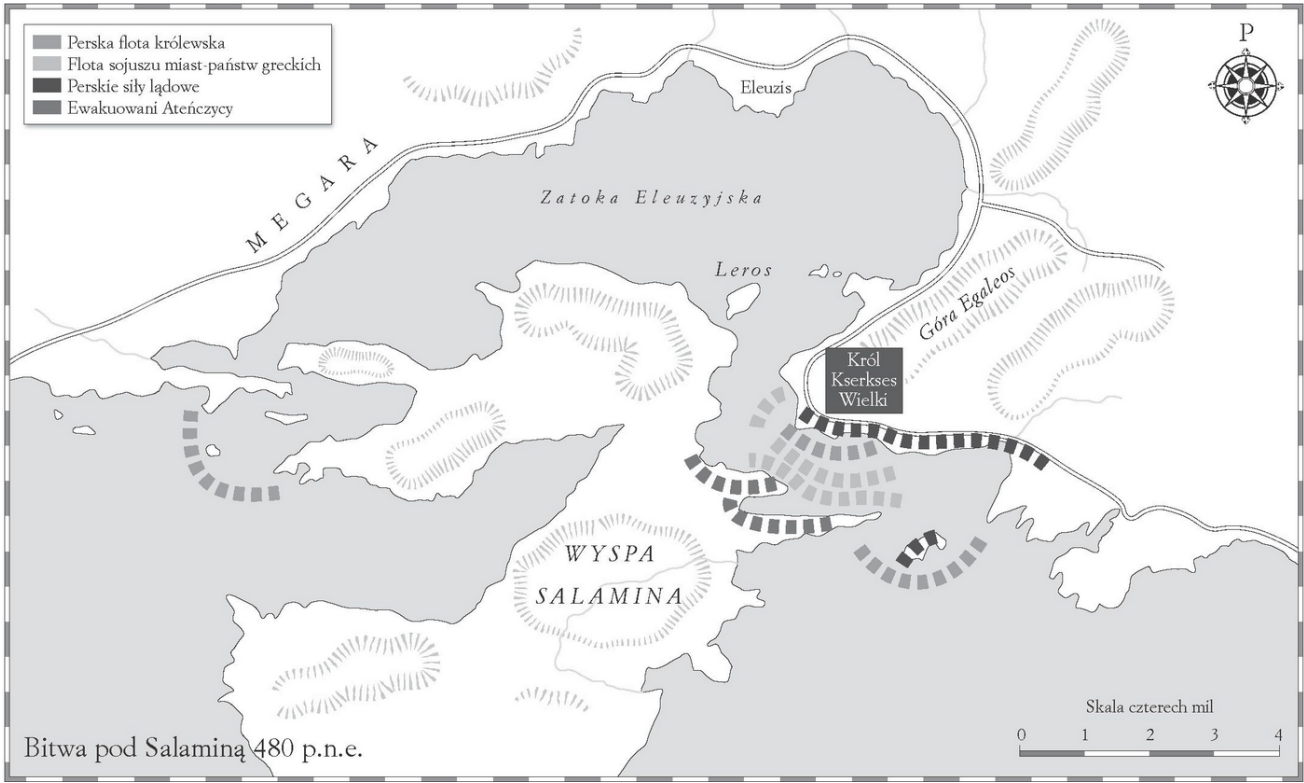 Perska flota królewska
Flota sojuszu miast-państw greckich
Perskie siły lądowe
Ewakuowani Ateńczycy
P
Eleuzis
MEGARA
Zatoka Eleuzyjska
Leros
Góra Egaleos
Król
Kserkses
Wielki
WYSPA
SALAMINA
Skala czterech mil
0 1 2 3 4
Bitwa pod Salaminą 480 p.n.e.